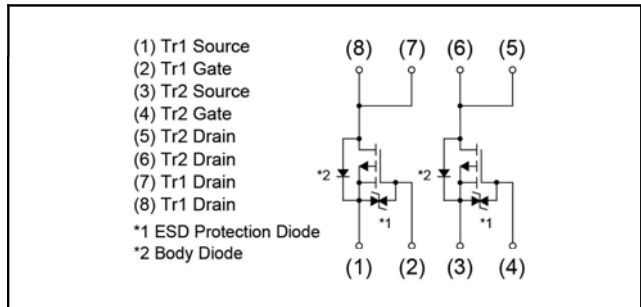 (1) Tr1 Source
(2) Tr1 Gate
(3) Tr2 Source
(4) Tr2 Gate
(5) Tr2 Drain
(6) Tr2 Drain
(7) Tr1 Drain
(8) Tr1 Drain
*1 ESD Protection Diode
*2 Body Diode
(8) (7) (6) (5)
*2 *2
*1 *1
(1) (2) (3) (4)